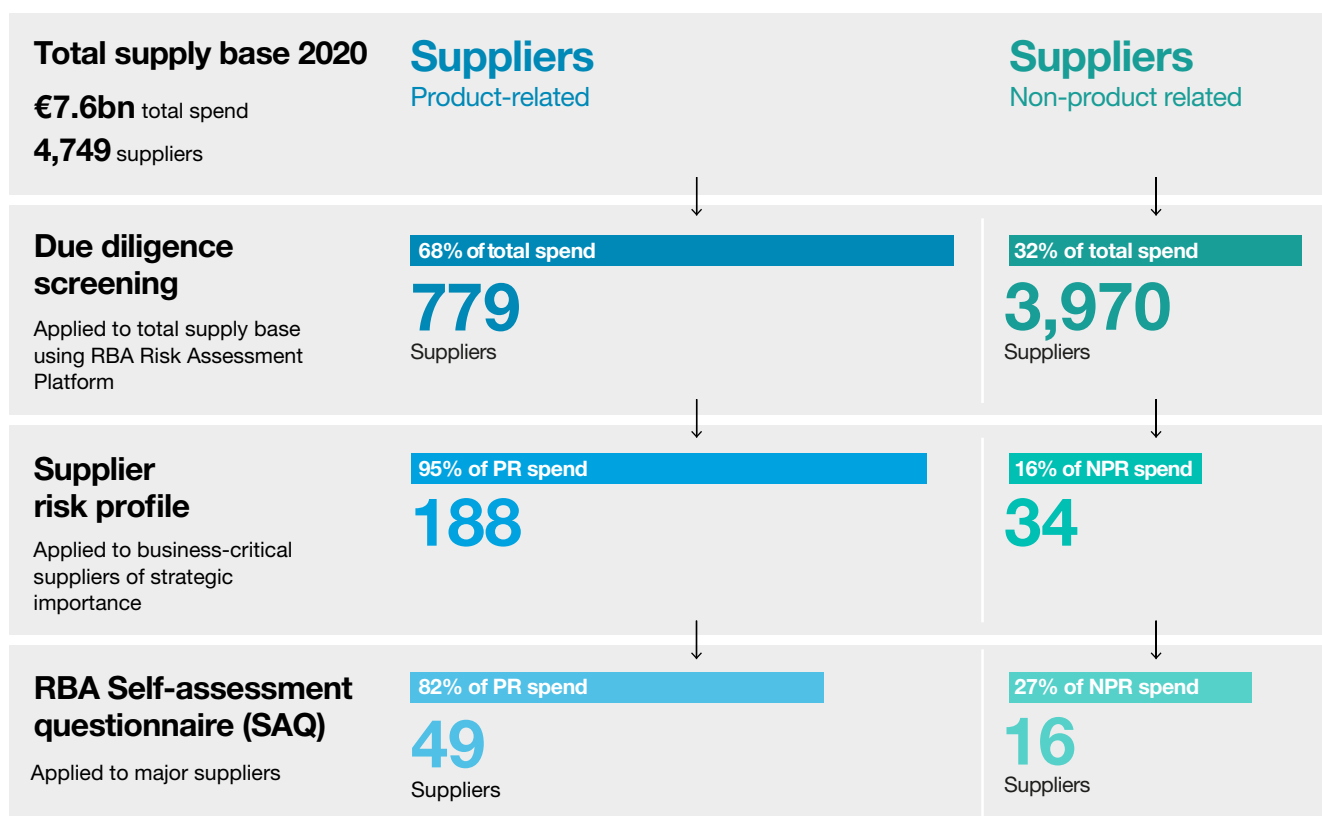 Total supply base 2020
€7.6bn total spend
4,749 suppliers
Suppliers
Product-related
Suppliers
Non-product related
Due diligence
screening
Applied to total supply base
using RBA Risk Assessment
Platform
68% of total spend
779
Suppliers
32% of total spend
3,970
Suppliers
Supplier
risk profile
Applied to business-critical
suppliers of strategic
importance
95% of PR spend
188
16% of NPR spend
34
RBA Self-assessment
questionnaire (SAQ)
Applied to major suppliers
82% of PR spend
49
Suppliers
27% of NPR spend
16
Suppliers